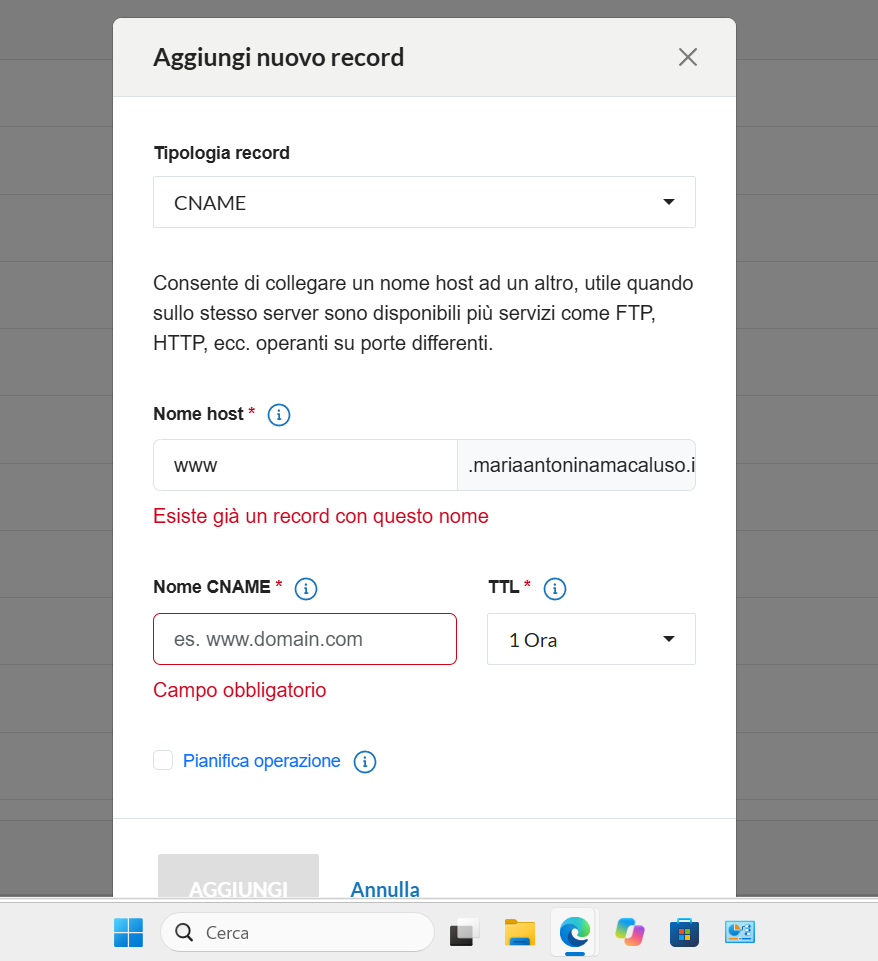 Aggiungi nuovo record
Tipologia record
CNAME
Consente di collegare un nome host ad un altro, utile quando
sullo stesso server sono disponibili più servizi come FTP,
HTTP, ecc. operanti su porte differenti.
Nome host *
www
.mariaantoninamacaluso.i
Esiste già un record con questo nome
Nome CNAME * TTL *
es. www.domain.com 1 Ora
Campo obbligatorio
Pianifica operazione
AGGIUNGI Annulla
Cerca